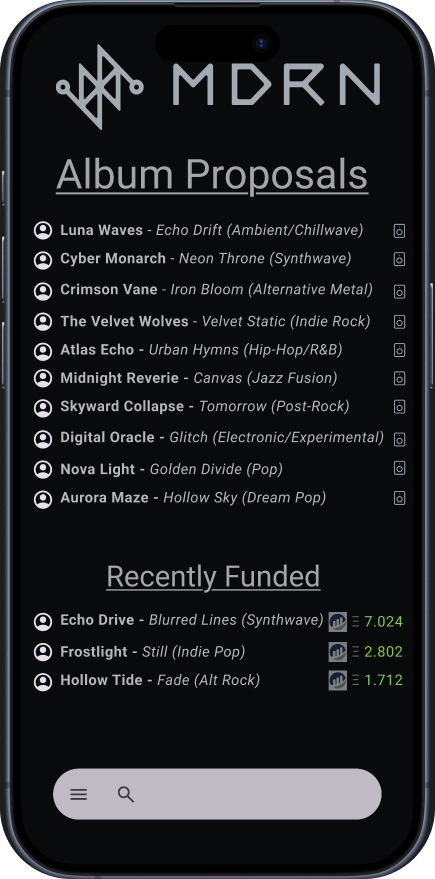 MDRN
Album Proposals
Luna Waves - Echo Drift (Ambient/Chillwave)
Cyber Monarch - Neon Throne (Synthwave)
Crimson Vane - Iron Bloom (Alternative Metal)
The Velvet Wolves - Velvet Static (Indie Rock)
Atlas Echo - Urban Hymns (Hip-Hop/R&B)
Midnight Reverie - Canvas (Jazz Fusion)
Skyward Collapse - Tomorrow (Post-Rock)
Digital Oracle - Glitch (Electronic/Experimental)
Nova Light - Golden Divide (Pop)
Aurora Maze - Hollow Sky (Dream Pop)
Recently Funded
Echo Drive - Blurred Lines (Synthwave) Ξ 7.024
Frostlight - Still (Indie Pop) Ξ 2.802
Hollow Tide - Fade (Alt Rock) Ξ 1.712